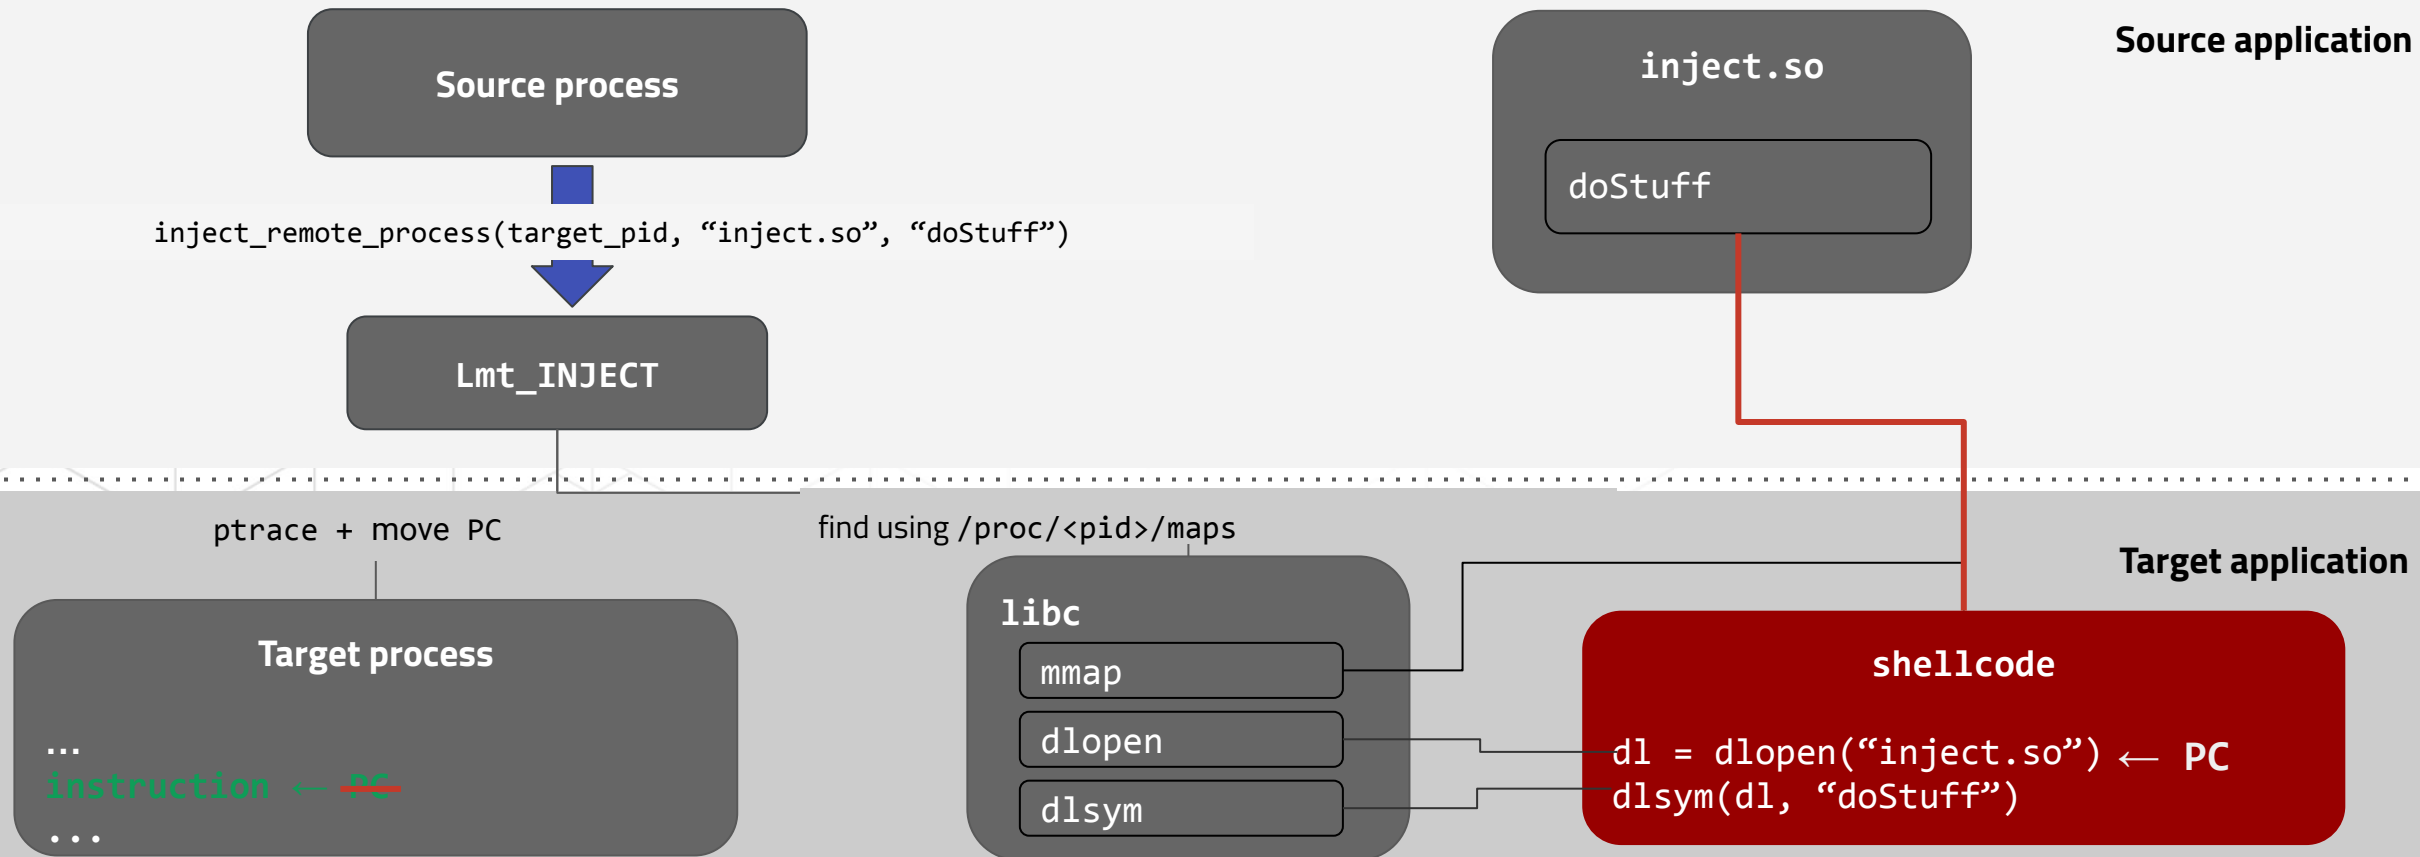 Source application
Source process
inject_remote_process(target_pid, “inject.so”, “doStuff”)
Lmt_INJECT
inject.so
doStuff
Target application
ptrace + move PC
Target process
...
instruction ← PC
...
find using /proc/<pid>/maps
libc
mmap
dlopen
dlsym
shellcode
dl = dlopen(“inject.so”) ← PC
dlsym(dl, “doStuff”)